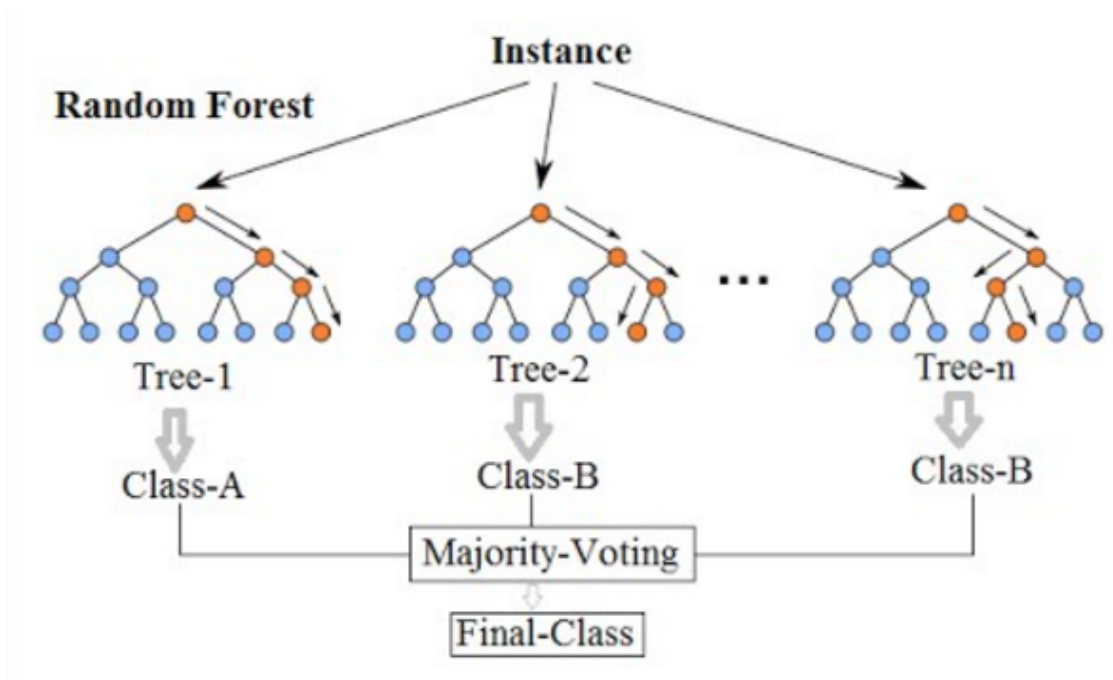 Instance
Random Forest
...
Tree-1
Tree-2
Tree-n
Class-A
Class-B
Class-B
Majority-Voting
Final-Class